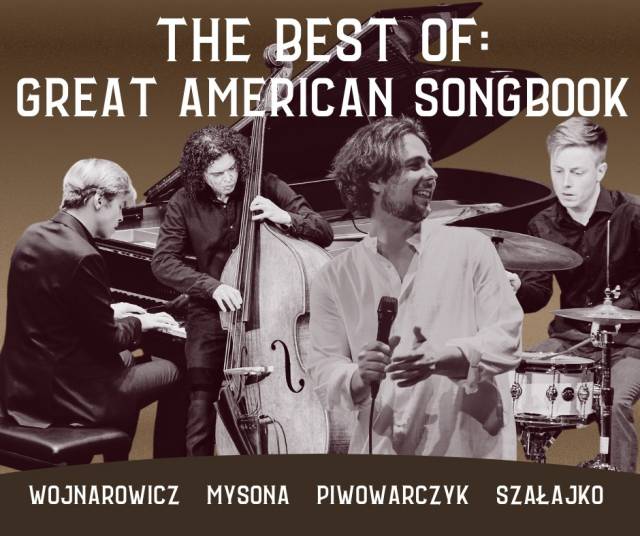 THE BEST OF:
GREAT AMERICAN SONGBOOK
WOJNAROWICZ MYSONA PIWOWARCZYK SZAŁAJKO